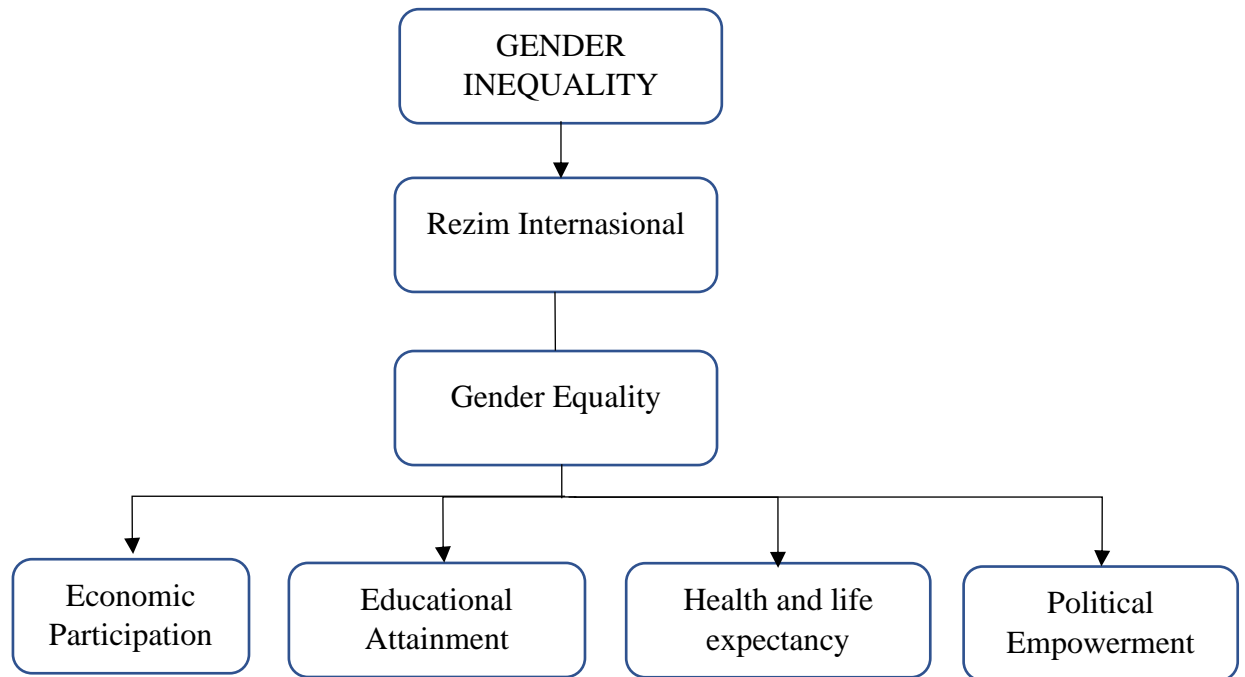 GENDER
INEQUALITY
Rezim Internasional
Gender Equality
Economic
Participation
Educational
Attainment
Health and life
expectancy
Political
Empowerment